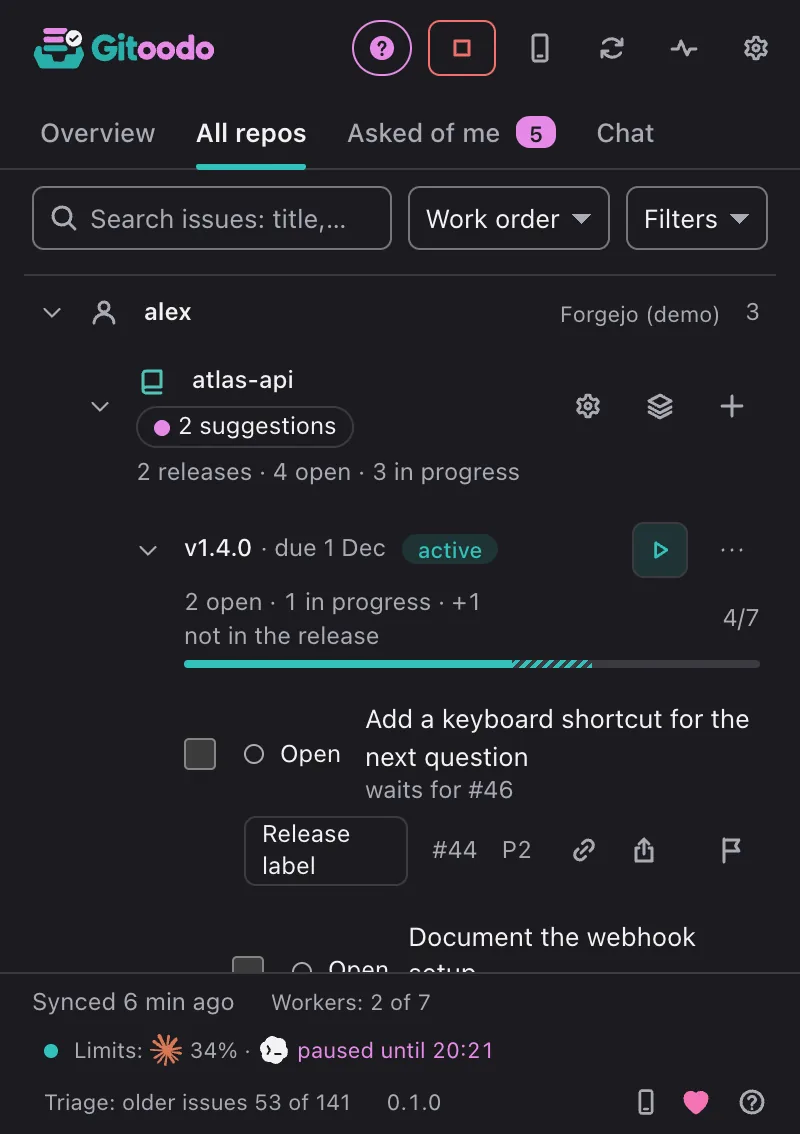 Gitoodo
Overview All repos Asked of me 5 Chat
Search issues: title,... Work order Filters
alex Forgejo (demo) 3
atlas-api
2 suggestions
2 releases · 4 open · 3 in progress
v1.4.0 · due 1 Dec active ...
2 open · 1 in progress · +1
not in the release
4/7
Add a keyboard shortcut for the
next question
Open
waits for #46
Release
label
#44 P2
Document the webhook
Open setup
Synced 6 min ago Workers: 2 of 7
Limits: 34% · paused until 20:21
Triage: older issues 53 of 141 0.1.0